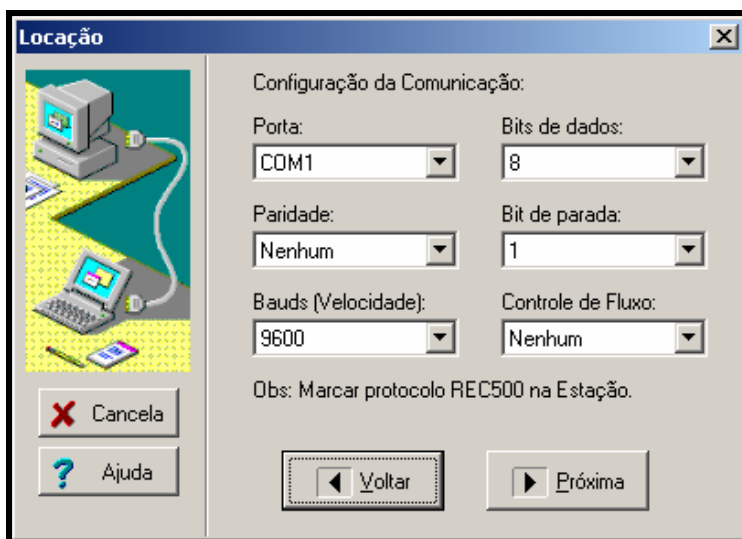 Locação
Configuração da Comunicação:
Porta:
COM1
Bits de dados:
8
Paridade:
Nenhum
Bit de parada:
1
Bauds (Velocidade):
9600
Controle de Fluxo:
Nenhum
Obs: Marcar protocolo REC500 na Estação.
Cancela
? Ajuda
Voltar
Próxima